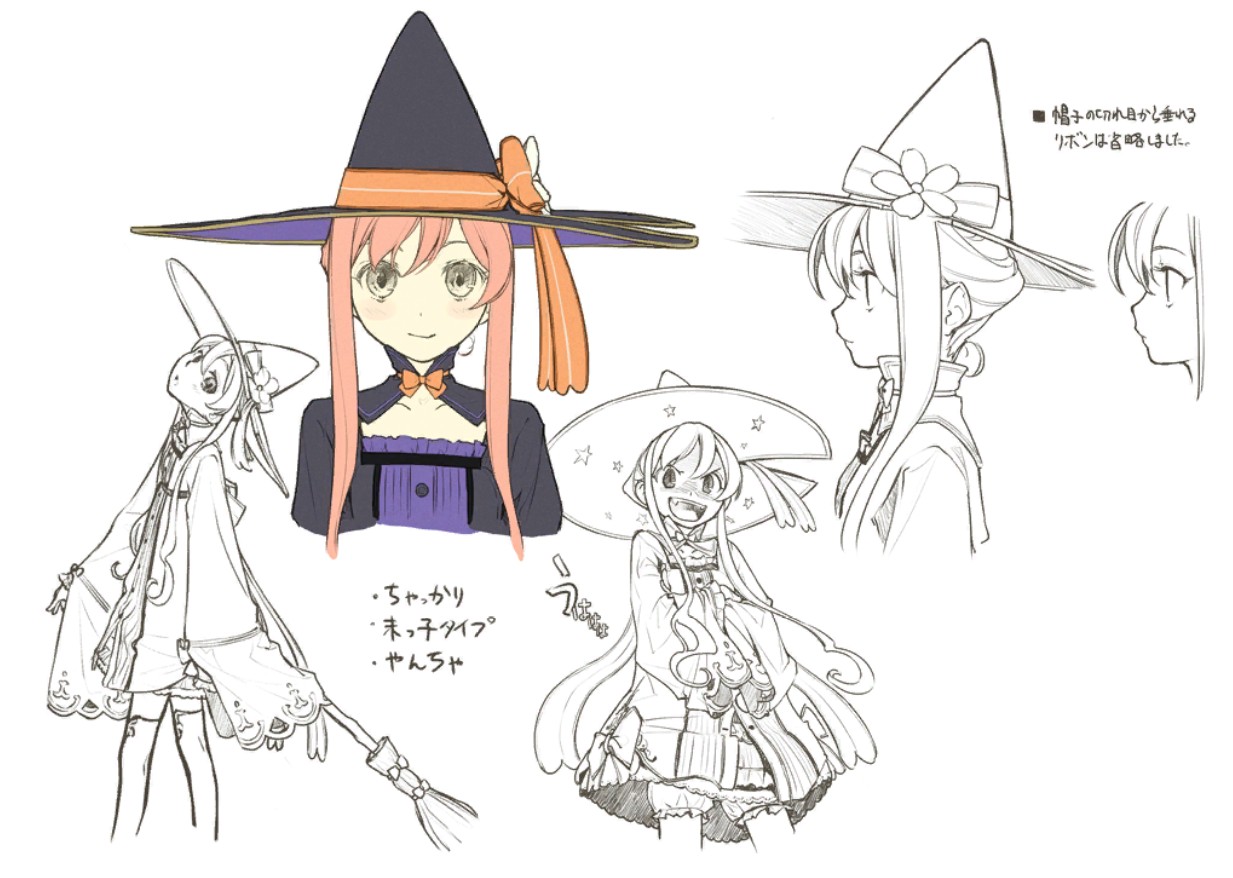 ■ 帽子の切れ目から垂れる
リボンは省略しました。
・ちゃっかり
・末っ子タイプ
・やんちゃ
うははは